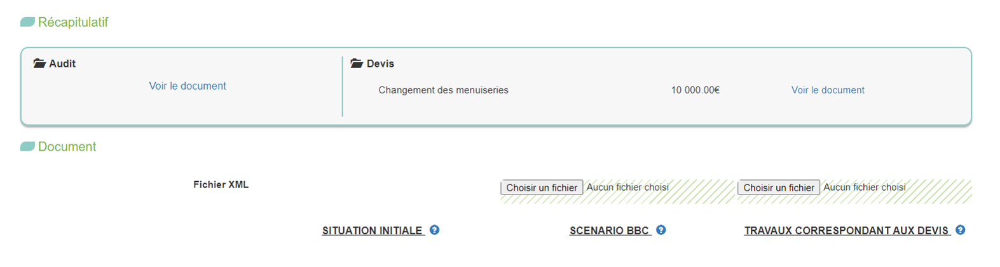 Récapitulatif
Audit
Voir le document
Devis
Changement des menuiseries 10 000.00€ Voir le document
Document
Fichier XML Choisir un fichier Aucun fichier choisi Choisir un fichier Aucun fichier choisi
SITUATION INITIALE ? SCENARIO BBC ? TRAVAUX CORRESPONDANT AUX DEVIS ?